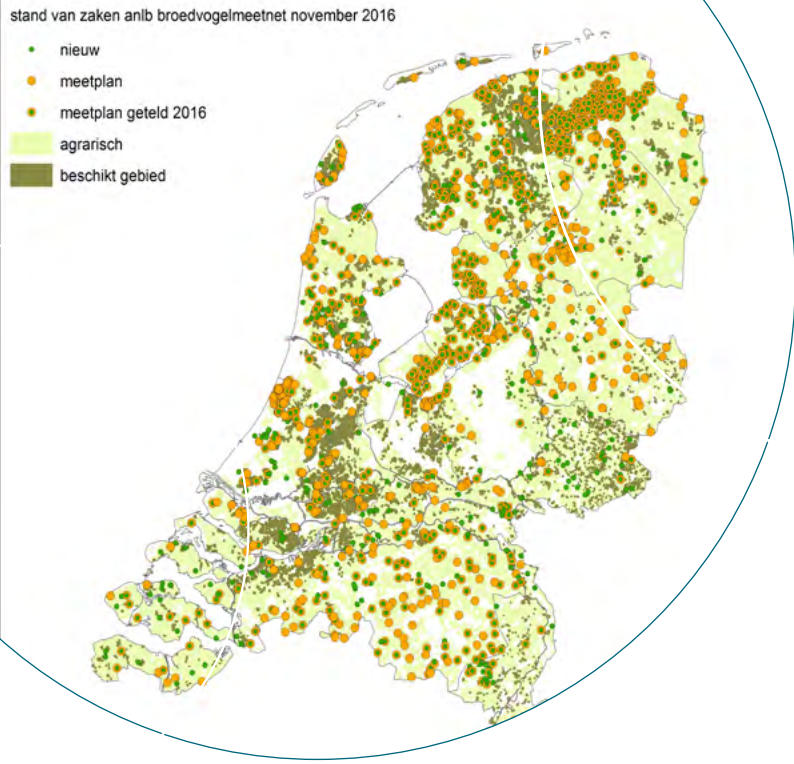 stand van zaken anlb broedvogelmeetnet november 2016
nieuw
meetplan
meetplan geteld 2016
agrarisch
beschikt gebied